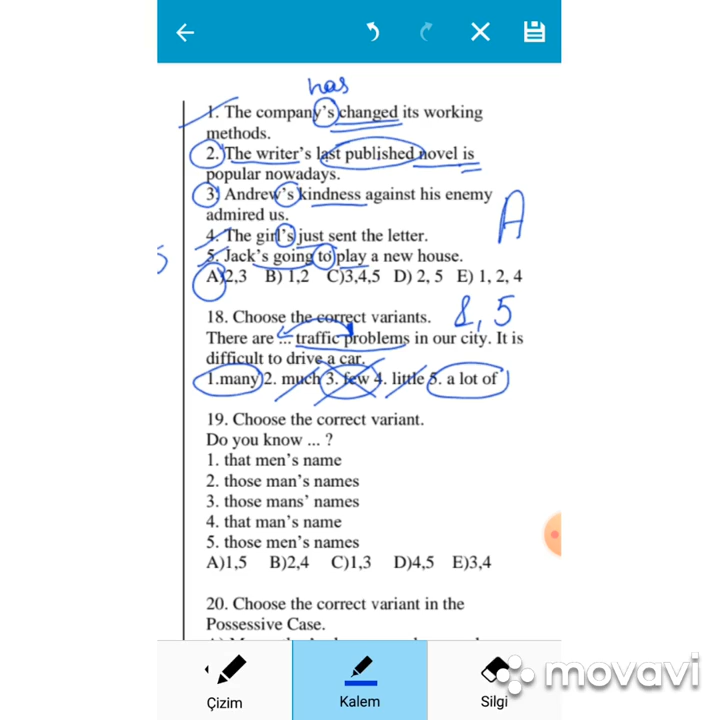 has
1. The company's changed its working
methods.
2. The writer's last published novel is
popular nowadays.
3. Andrew's kindness against his enemy
admired us.
4. The girl's just sent the letter.
5. Jack's going to play a new house.
A)2,3 B) 1,2 C)3,4,5 D) 2, 5 E) 1, 2, 4
A
5
18. Choose the correct variants.
There are ... traffic problems in our city. It is
difficult to drive a car.
1.many 2. much 3. few 4. little 5. a lot of
1,5
19. Choose the correct variant.
Do you know ... ?
1. that men's name
2. those man's names
3. those mans' names
4. that man's name
5. those men's names
A)1,5 B)2,4 C)1,3 D)4,5 E)3,4
20. Choose the correct variant in the
Possessive Case.
Çizim
Kalem
Silgi
movavi